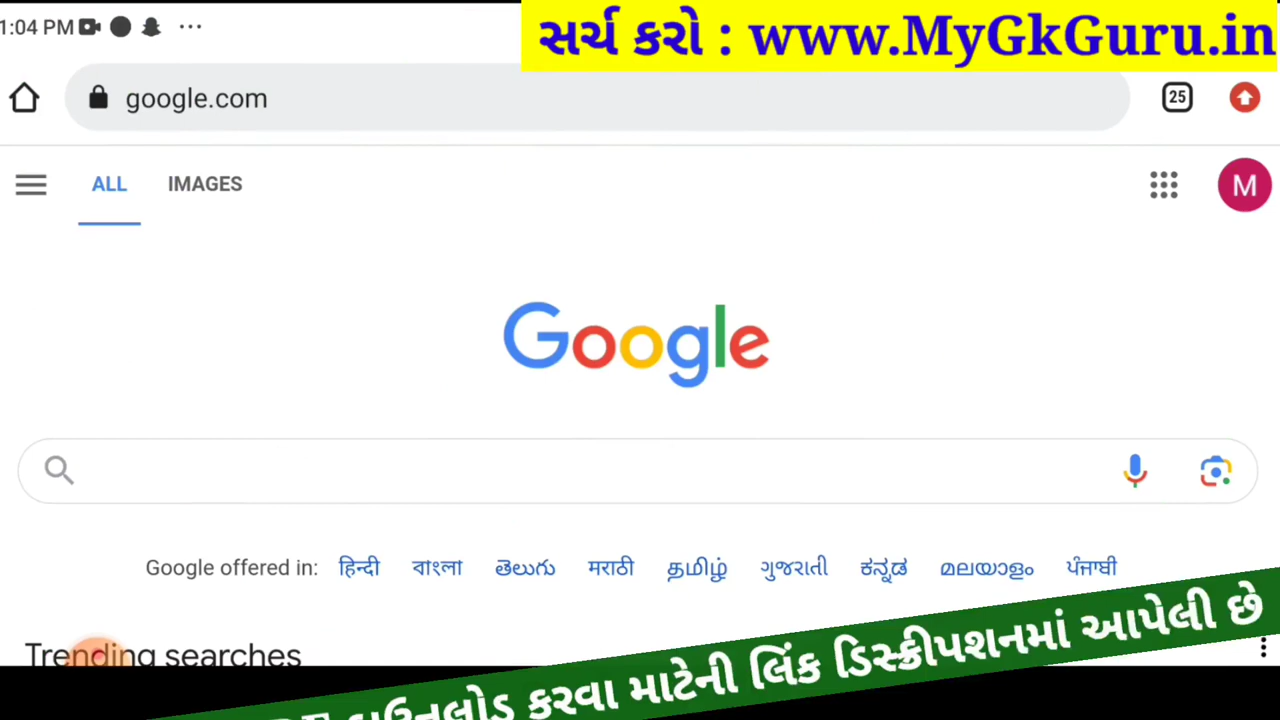 1:04 PM
સર્ચ કરો : www.MyGkGuru.in
google.com
25
ALL IMAGES
M
Google
Google offered in: हिन्दी বাংলা తెలుగు मराठी தமிழ் ગુજરાતી ಕನ್ನಡ മലയാളം ਪੰਜਾਬੀ
Trending searches
ડાઉનલોડ કરવા માટેની લિંક ડિસ્ક્રીપશનમાં આપેલી છે